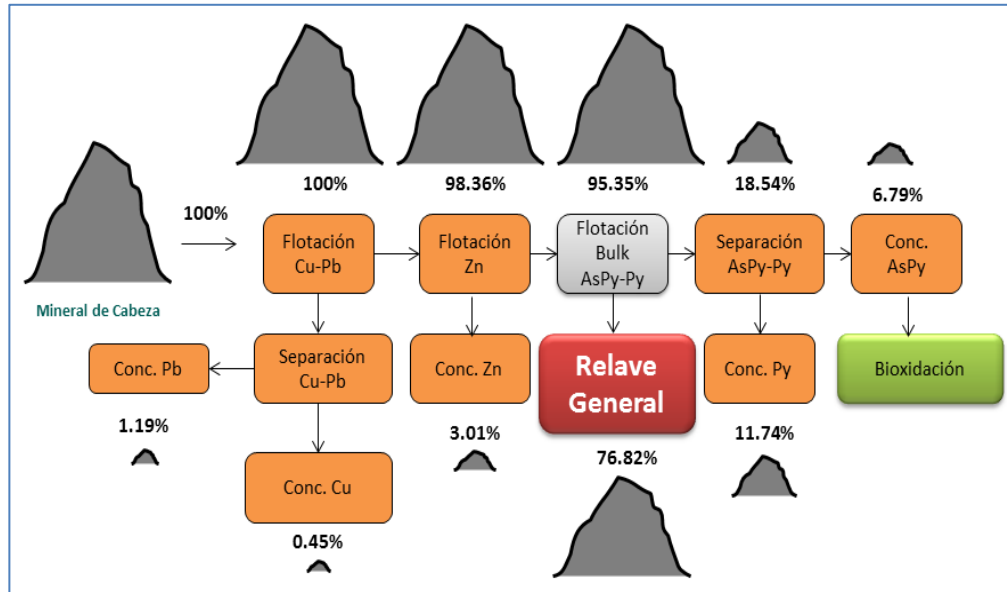 100%
98.36%
95.35%
18.54%
6.79%
100%
Flotación
Cu-Pb
Flotación
Zn
Flotación
Bulk
AsPy-Py
Separación
AsPy-Py
Conc.
AsPy
Mineral de Cabeza
Conc. Pb
Separación
Cu-Pb
Conc. Zn
Relave
General
Conc. Py
Bioxidación
1.19%
3.01%
76.82%
11.74%
Conc. Cu
0.45%